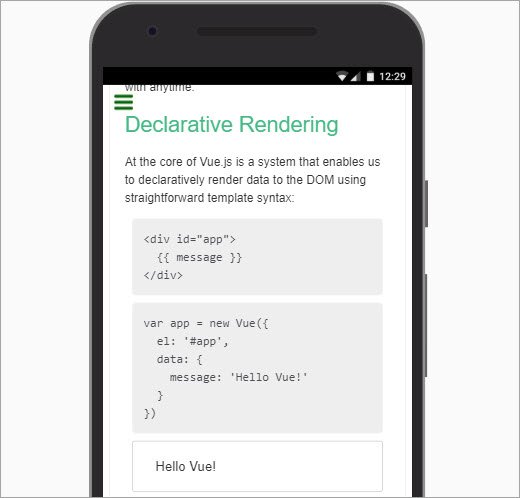 12:29
with anytime.
Declarative Rendering
At the core of Vue.js is a system that enables us
to declaratively render data to the DOM using
straightforward template syntax:
<div id="app">
  {{ message }}
</div>
var app = new Vue({
  el: '#app',
  data: {
    message: 'Hello Vue!'
  }
})
Hello Vue!